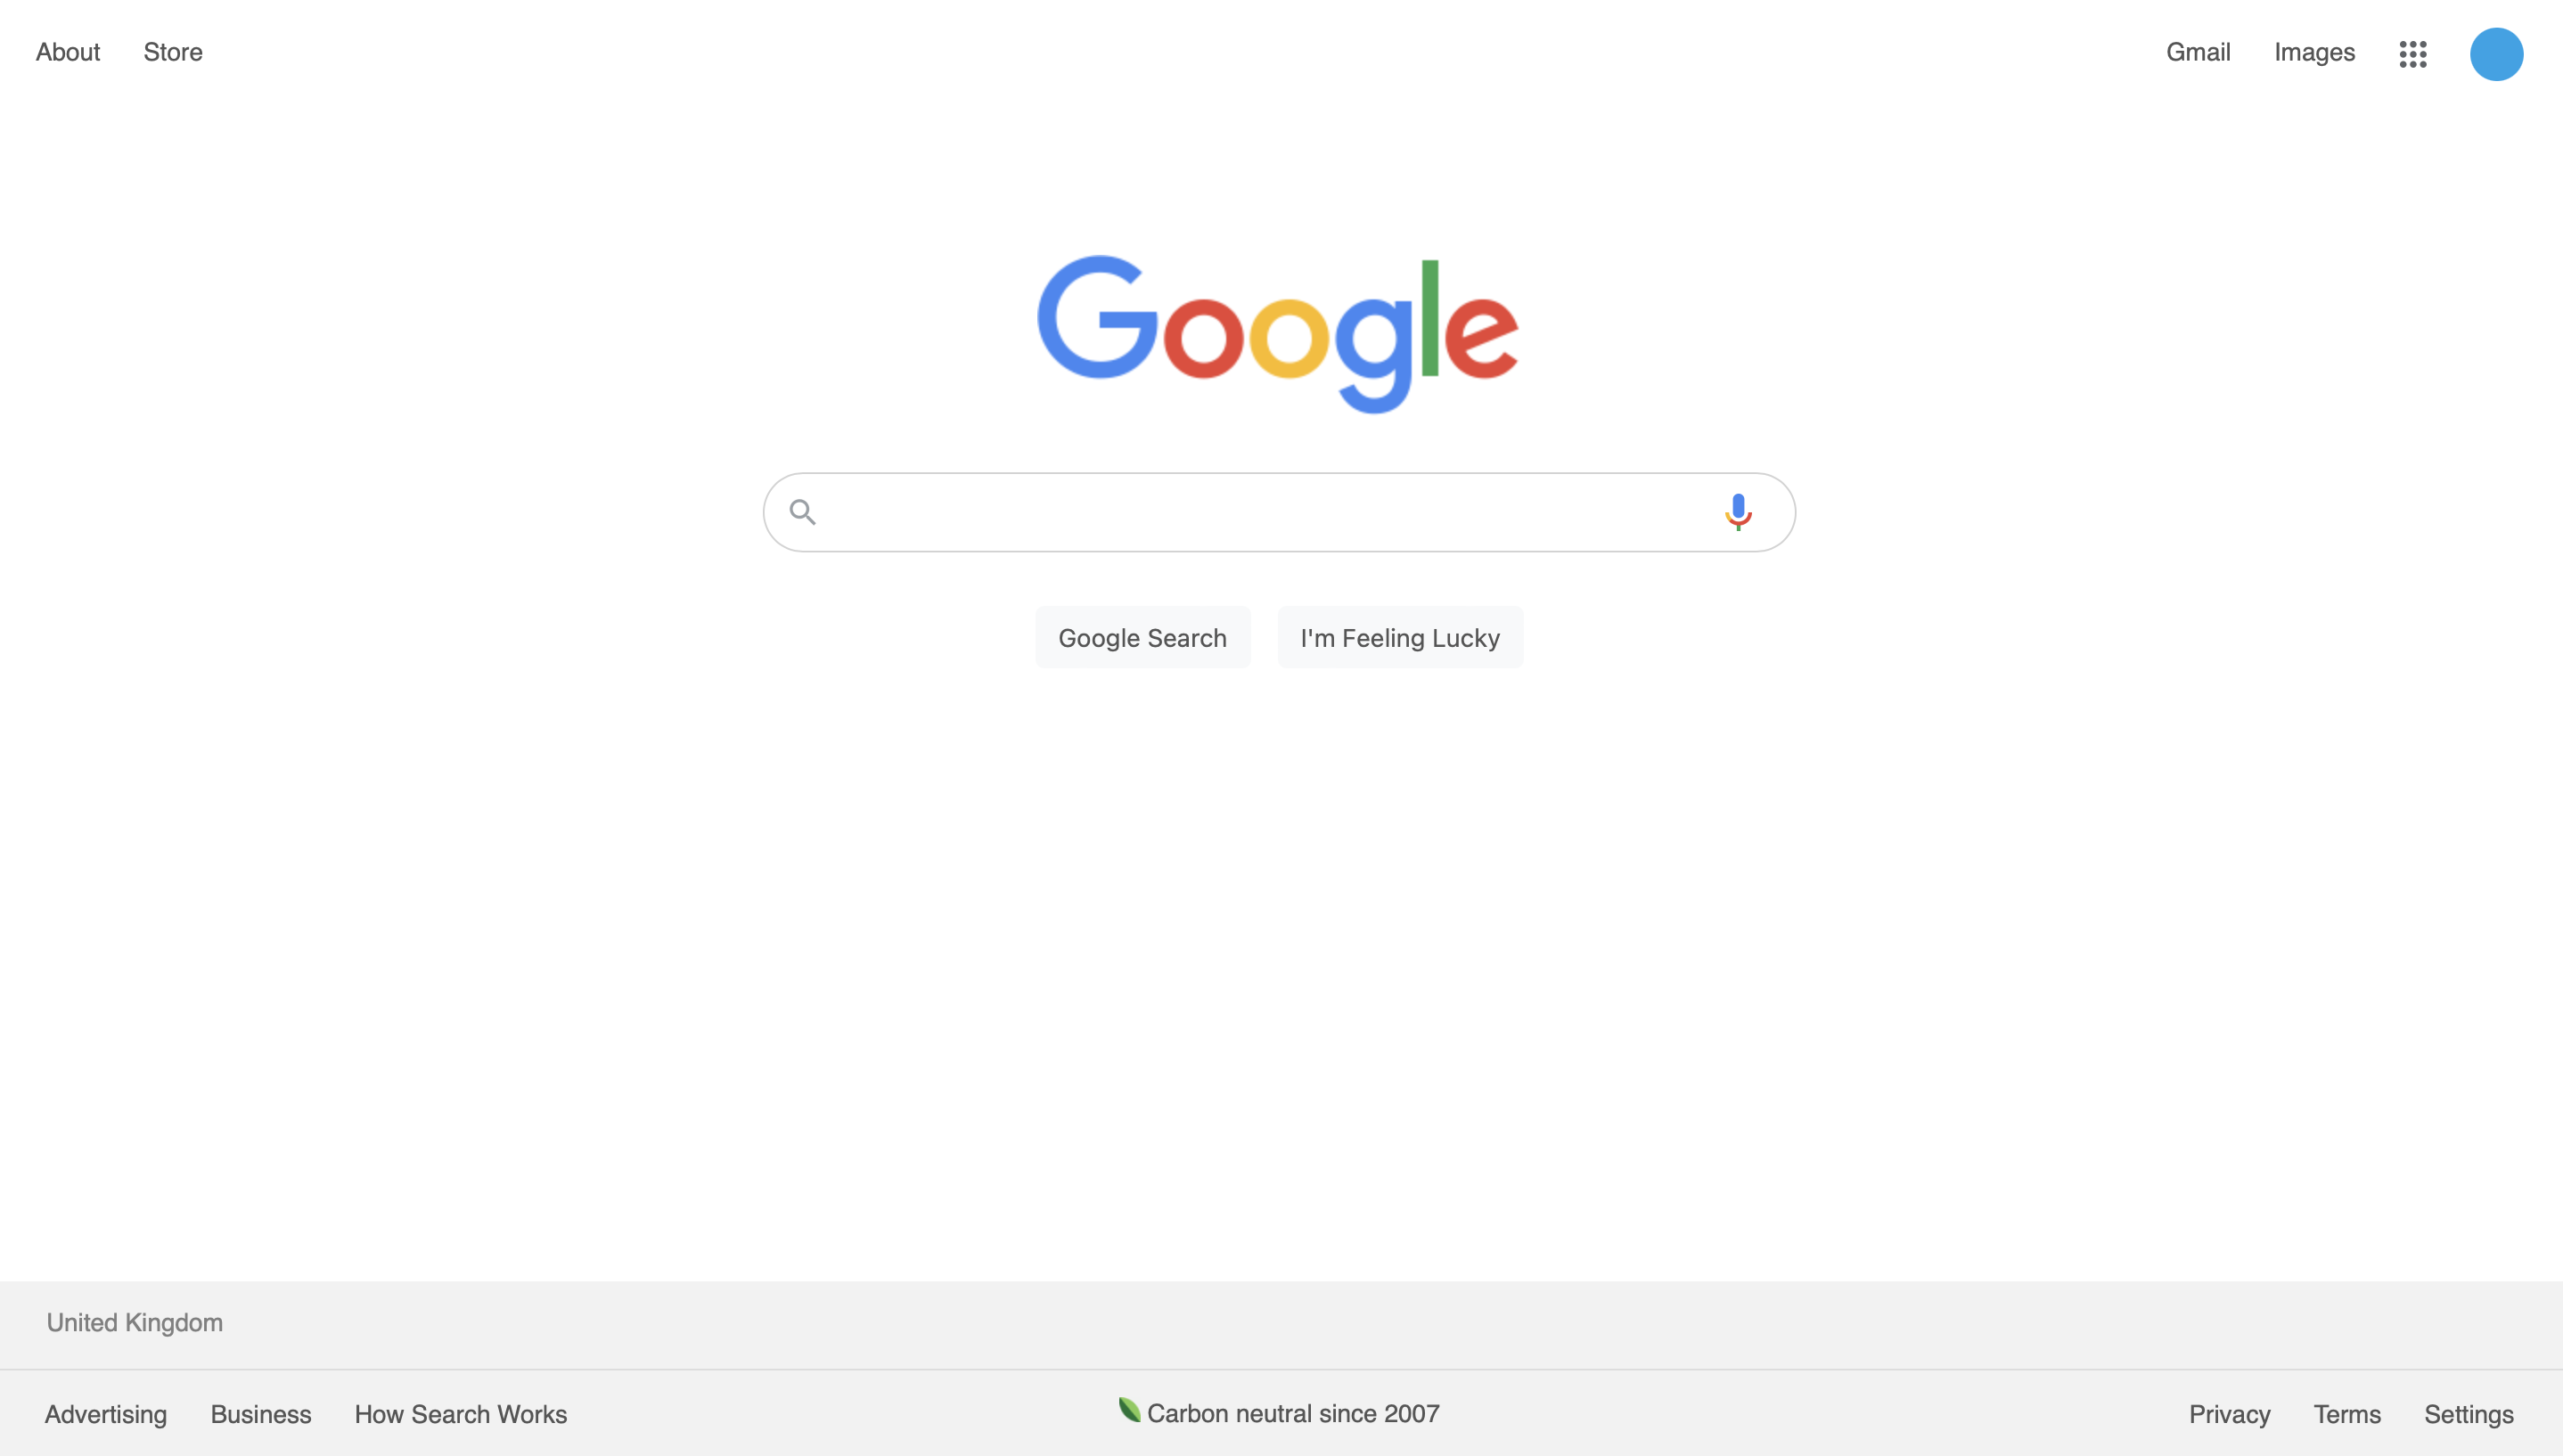 About Store Gmail Images
Google
Google Search I'm Feeling Lucky
United Kingdom
Advertising Business How Search Works Carbon neutral since 2007 Privacy Terms Settings